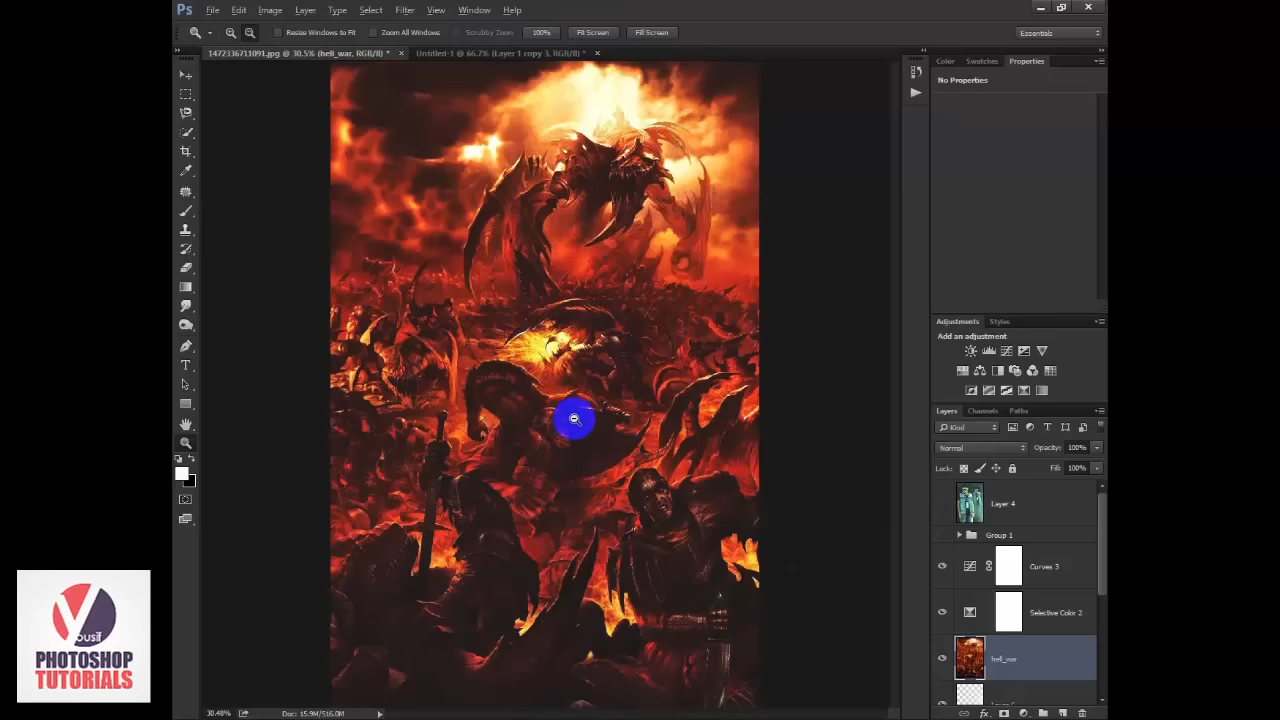 Ps File Edit Image Layer Type Select Filter View Window Help
Resize Windows to Fit Zoom All Windows Scrubby Zoom 100% Fit Screen Fill Screen Essentials
1472336711091.jpg @ 30.5% (hell_war, RGB/8) * × Untitled-1 @ 66.7% (Layer 1 copy 3, RGB/8) * ×
Color Swatches Properties
No Properties
Adjustments Styles
Add an adjustment
Layers Channels Paths
Kind
Normal Opacity: 100%
Lock: Fill: 100%
Layer 4
Group 1
Curves 3
Selective Color 2
hell_war
30.48% Doc: 15.9M/516.0M
Yousif
PHOTOSHOP
TUTORIALS